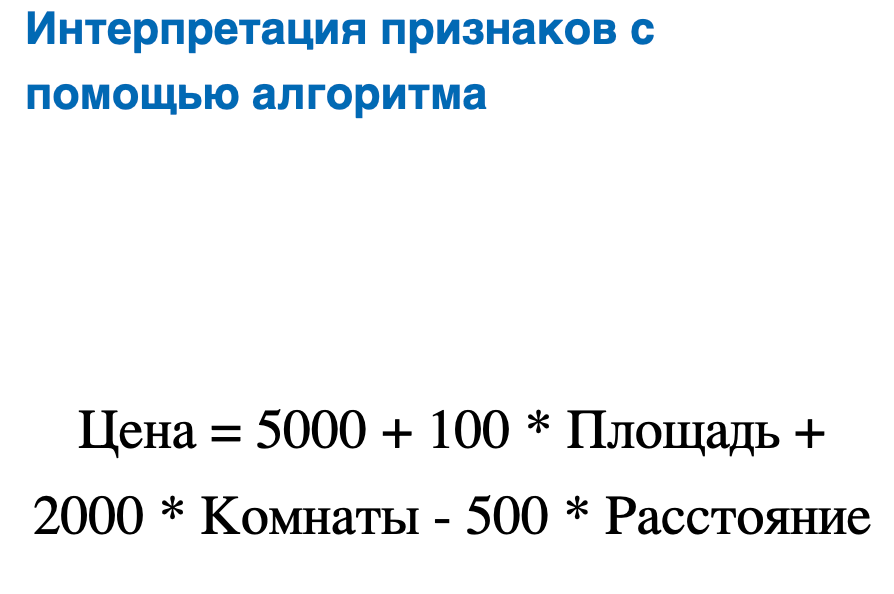 Интерпретация признаков с
помощью алгоритма
Цена = 5000 + 100 * Площадь +
2000 * Комнаты - 500 * Расстояние